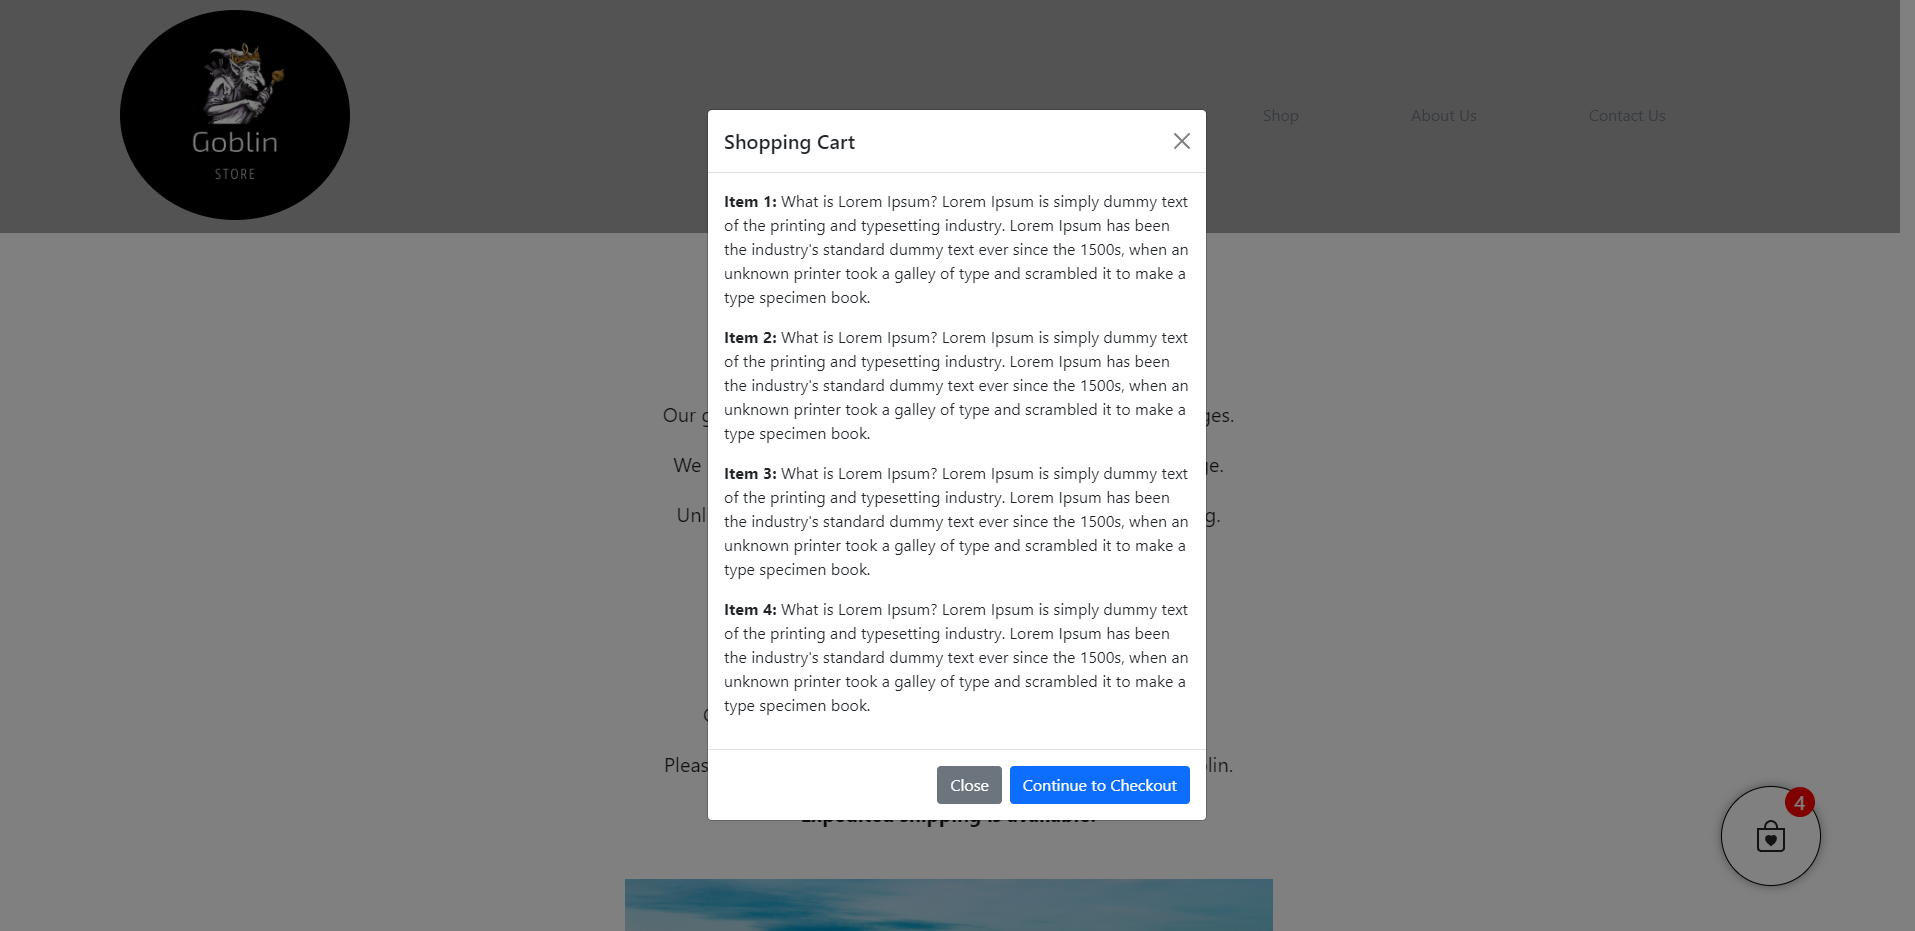 Goblin
STORE
Shop
About Us
Contact Us
Shopping Cart
Item 1: What is Lorem Ipsum? Lorem Ipsum is simply dummy text
of the printing and typesetting industry. Lorem Ipsum has been
the industry's standard dummy text ever since the 1500s, when an
unknown printer took a galley of type and scrambled it to make a
type specimen book.
Item 2: What is Lorem Ipsum? Lorem Ipsum is simply dummy text
of the printing and typesetting industry. Lorem Ipsum has been
the industry's standard dummy text ever since the 1500s, when an
unknown printer took a galley of type and scrambled it to make a
type specimen book.
Item 3: What is Lorem Ipsum? Lorem Ipsum is simply dummy text
of the printing and typesetting industry. Lorem Ipsum has been
the industry's standard dummy text ever since the 1500s, when an
unknown printer took a galley of type and scrambled it to make a
type specimen book.
Item 4: What is Lorem Ipsum? Lorem Ipsum is simply dummy text
of the printing and typesetting industry. Lorem Ipsum has been
the industry's standard dummy text ever since the 1500s, when an
unknown printer took a galley of type and scrambled it to make a
type specimen book.
Close
Continue to Checkout
Our
We
4